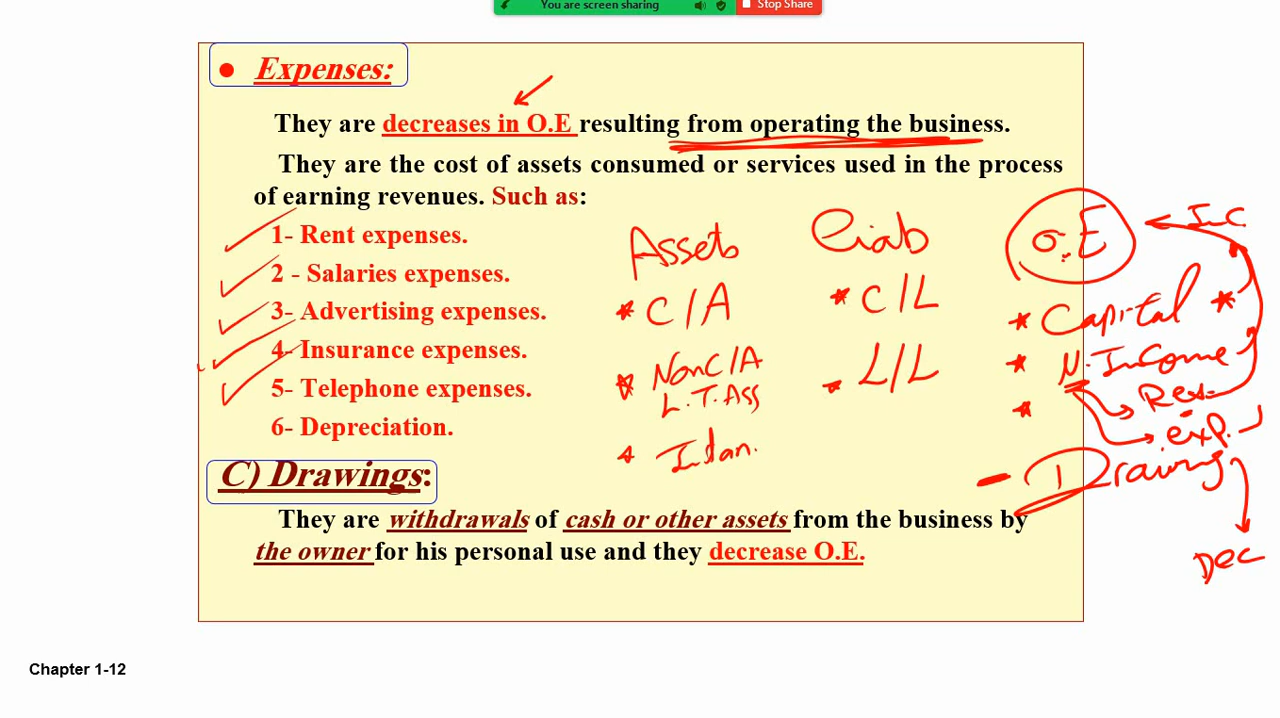 You are screen sharing
Stop Share
• Expenses:
They are decreases in O.E resulting from operating the business.
They are the cost of assets consumed or services used in the process
of earning revenues. Such as:
1- Rent expenses.
2 - Salaries expenses.
3- Advertising expenses.
4- Insurance expenses.
5- Telephone expenses.
6- Depreciation.
Assets
* C/A
* Non C/A
L.T. Ass
Liab
* C/L
* L/L
O.E
Inc
* Capital *
* N. Income
Rev
*
exp.
- Drawing
Dec
C) Drawings:
They are withdrawals of cash or other assets from the business by
the owner for his personal use and they decrease O.E.
Chapter 1-12